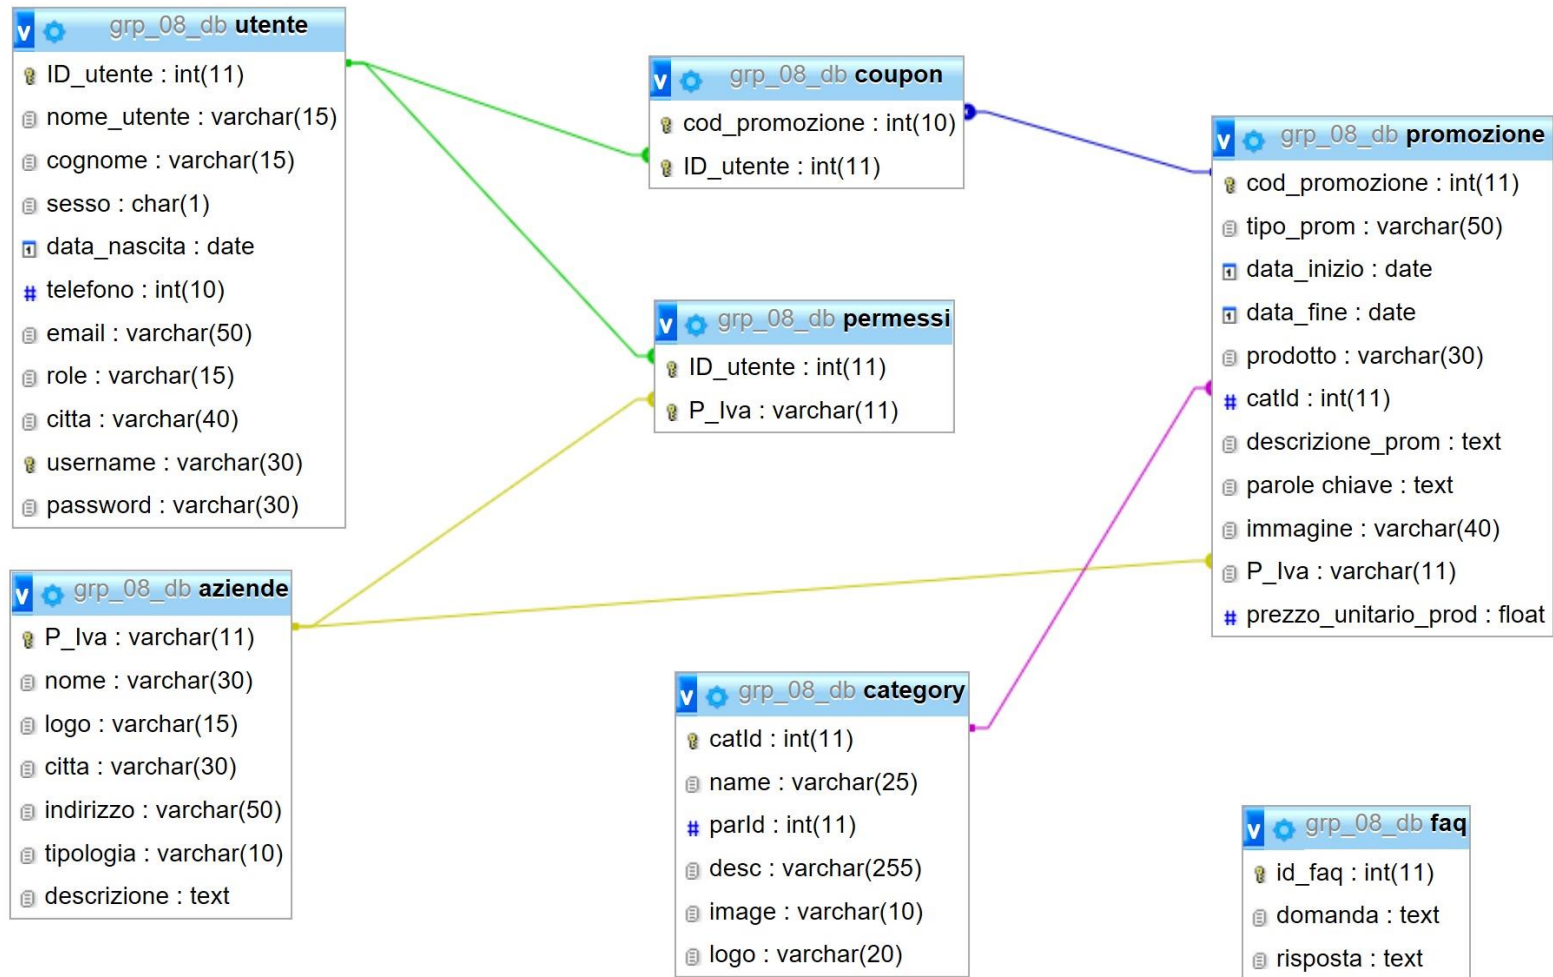 grp_08_db utente
ID_utente : int(11)
nome_utente : varchar(15)
cognome : varchar(15)
sesso : char(1)
data_nascita : date
telefono : int(10)
email : varchar(50)
role : varchar(15)
citta : varchar(40)
username : varchar(30)
password : varchar(30)
grp_08_db coupon
cod_promozione : int(10)
ID_utente : int(11)
grp_08_db promozione
cod_promozione : int(11)
tipo_prom : varchar(50)
data_inizio : date
data_fine : date
prodotto : varchar(30)
catId : int(11)
descrizione_prom : text
parole chiave : text
immagine : varchar(40)
P_Iva : varchar(11)
prezzo_unitario_prod : float
grp_08_db permessi
ID_utente : int(11)
P_Iva : varchar(11)
grp_08_db aziende
P_Iva : varchar(11)
nome : varchar(30)
logo : varchar(15)
citta : varchar(30)
indirizzo : varchar(50)
tipologia : varchar(10)
descrizione : text
grp_08_db category
catId : int(11)
name : varchar(25)
parId : int(11)
desc : varchar(255)
image : varchar(10)
logo : varchar(20)
grp_08_db faq
id_faq : int(11)
domanda : text
risposta : text